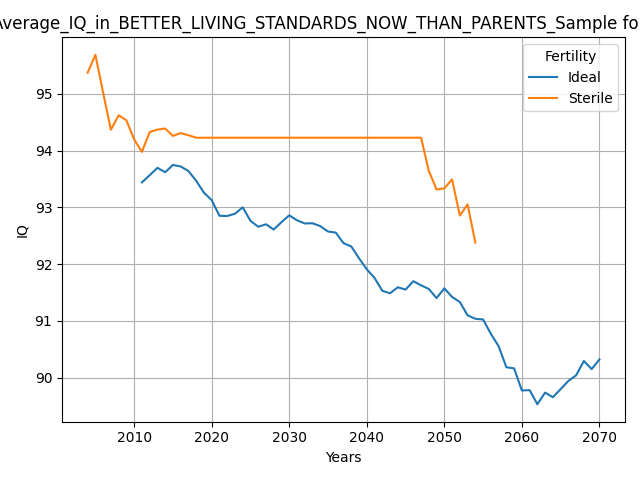 Average_IQ_in_BETTER_LIVING_STANDARDS_NOW_THAN_PARENTS_Sample fo
Fertility
Ideal
Sterile
95
94
93
92
91
90
IQ
2010
2020
2030
2040
2050
2060
2070
Years